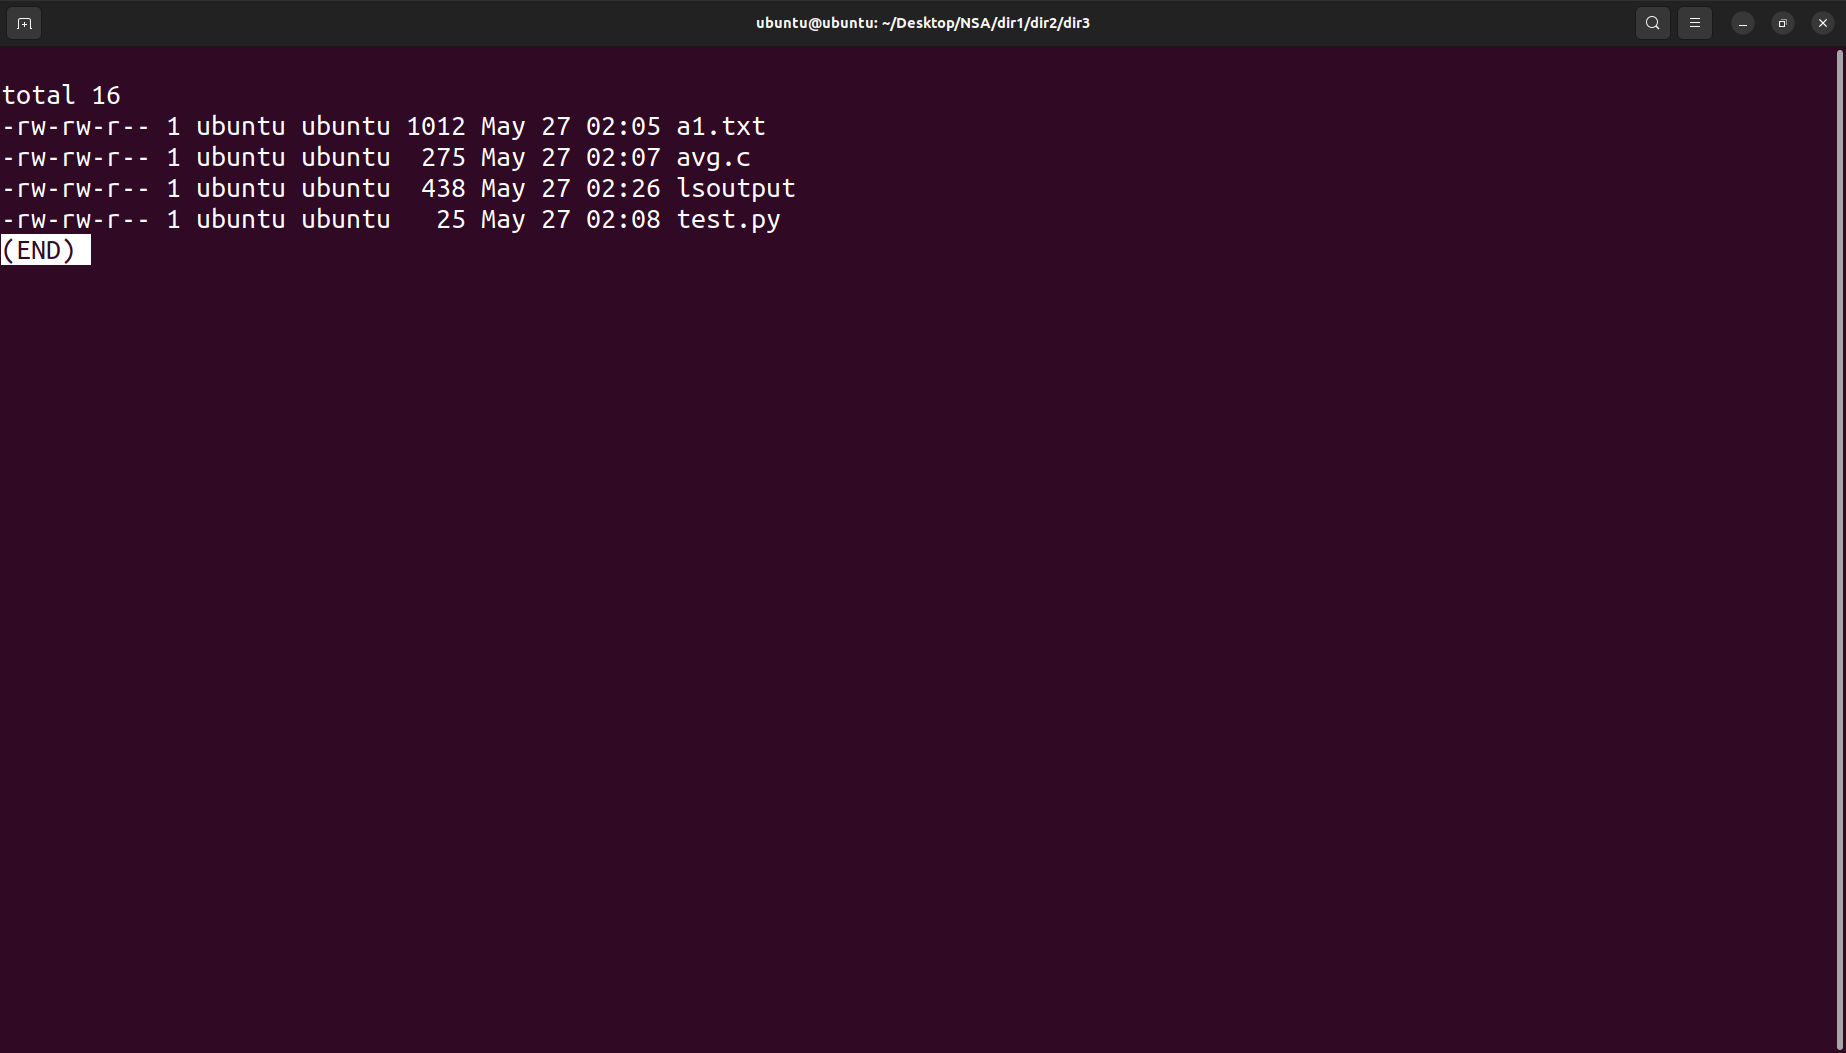 ubuntu@ubuntu: ~/Desktop/NSA/dir1/dir2/dir3
total 16
-rw-rw-r-- 1 ubuntu ubuntu 1012 May 27 02:05 a1.txt
-rw-rw-r-- 1 ubuntu ubuntu  275 May 27 02:07 avg.c
-rw-rw-r-- 1 ubuntu ubuntu  438 May 27 02:26 lsoutput
-rw-rw-r-- 1 ubuntu ubuntu   25 May 27 02:08 test.py
(END)